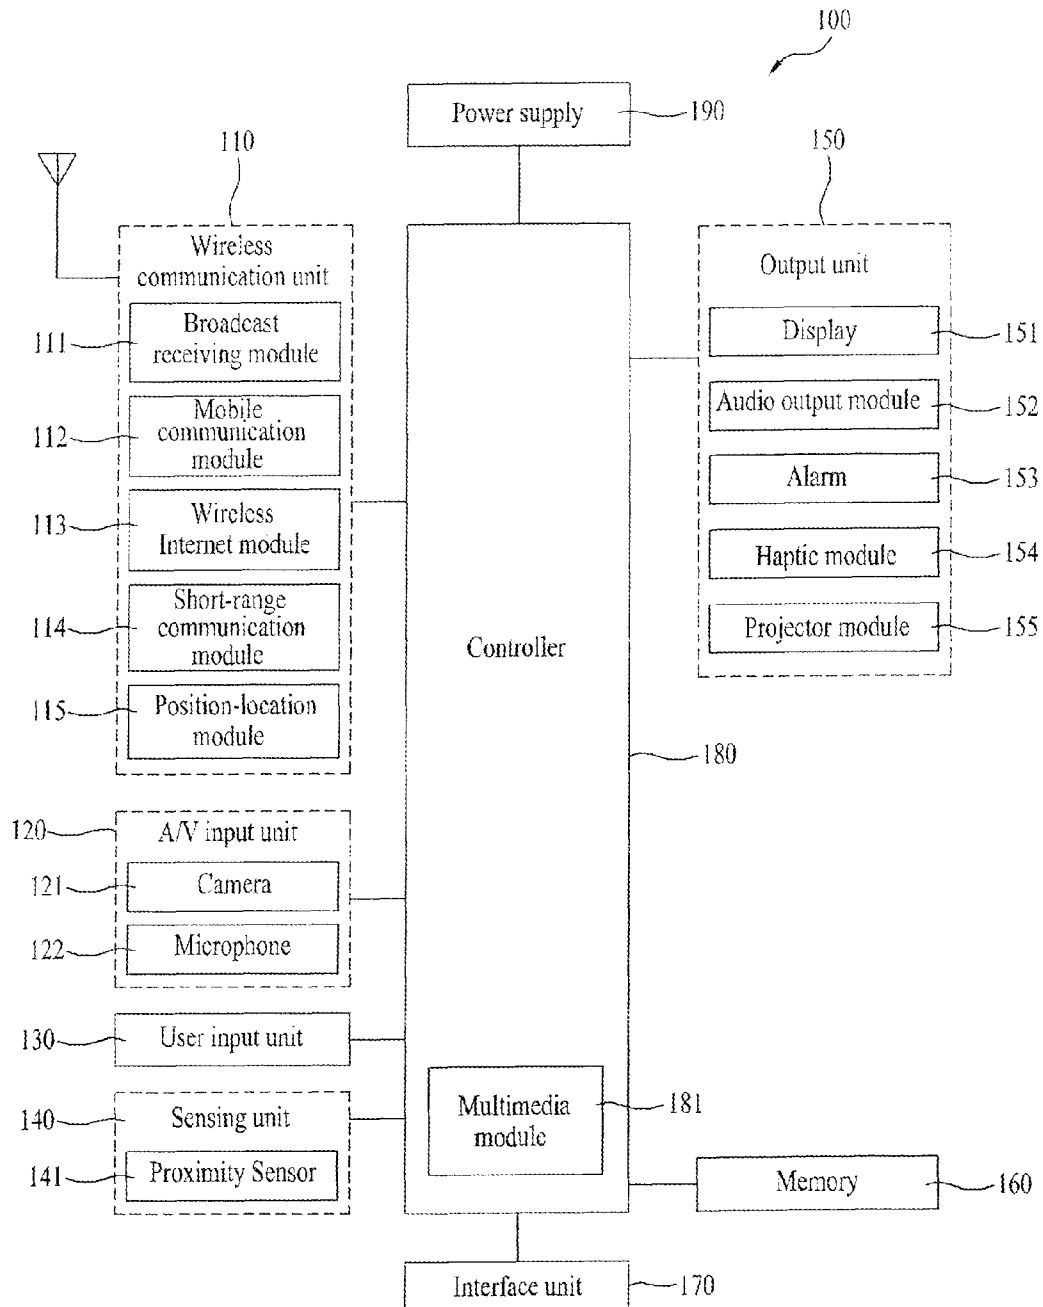 100
Power supply
190
110
150
Wireless
communication unit
Output unit
111
Broadcast
receiving module
Display
151
112
Mobile
communication
module
Audio output module
152
113
Wireless
Internet module
Alarm
153
Haptic module
154
114
Short-range
communication
module
Projector module
155
Controller
115
Position-location
module
180
120
A/V input unit
121
Camera
122
Microphone
130
User input unit
140
Sensing unit
141
Proximity Sensor
Multimedia
module
181
Memory
160
Interface unit
170